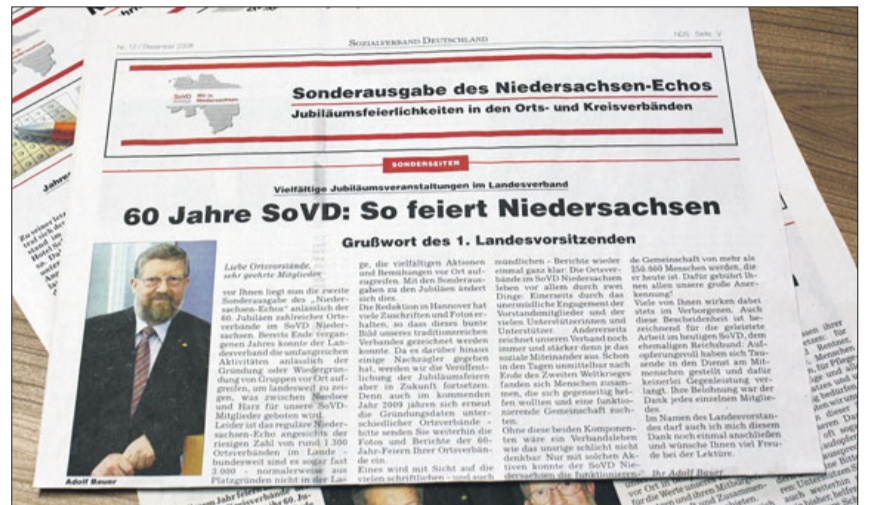 Nr. 12 / Dezember 2008
SOZIALVERBAND DEUTSCHLAND
NDS Seite V
SoVD
Wir in
Niedersachsen
Sonderausgabe des Niedersachsen-Echos
Jubiläumsfeierlichkeiten in den Orts- und Kreisverbänden
SONDERSEITEN
Vielfältige Jubiläumsveranstaltungen im Landesverband
60 Jahre SoVD: So feiert Niedersachsen
Grußwort des 1. Landesvorsitzenden
Liebe Ortsvorstände,
sehr geehrte Mitglieder,
vor Ihnen liegt nun die zweite
Sonderausgabe des „Nieder-
sachsen-Echos" anlässlich der
60. Jubiläen zahlreicher Orts-
verbände im SoVD Nieder-
sachsen. Bereits Ende vergan-
genen Jahres konnte der Lan-
desverband die umfangreichen
Aktivitäten anlässlich der
Gründung oder Wiedergrün-
dung von Gruppen vor Ort auf-
greifen, um landesweit zu zei-
gen, was zwischen Nordsee
und Harz für unsere SoVD-
Mitglieder geboten wird.
Leider ist das reguläre Nieder-
sachsen-Echo angesichts der
riesigen Zahl von rund 1.300
Ortsverbänden im Lande -
bundesweit sind es sogar fast
3.000 - normalerweise aus
Platzgründen nicht in der La-
ge, die vielfältigen Aktionen
und Bemühungen vor Ort auf-
zugreifen. Mit den Sonderaus-
gaben zu den Jubiläen ändert
sich dies.
Die Redaktion in Hannover hat
viele Zuschriften und Fotos er-
halten, so dass dieses bunte
Bild unseres traditionsreichen
Verbandes gezeichnet werden
konnte. Da es darüber hinaus
einige Nachzügler gegeben
hat, werden wir die Veröffent-
lichung der Jubiläumsfeiern
aber in Zukunft fortsetzen.
Denn auch im kommenden
Jahr 2009 jähren sich erneut
die Gründungsdaten unter-
schiedlicher Ortsverbände -
bitte senden Sie weiterhin die
Fotos und Berichte der 60-
Jahr-Feiern Ihrer Ortsverbän-
de ein.
Eines wird mit Sicht auf die
vielen schriftlichen - und auch
mündlichen - Berichte wieder
einmal ganz klar: Die Ortsver-
bände im SoVD Niedersachsen
leben vor allem durch zwei
Dinge: Einerseits durch das
unermüdliche Engagement der
Vorstandsmitglieder und der
vielen Unterstützerinnen und
Unterstützer. Andererseits
zeichnet unseren Verband noch
immer und stärker denn je das
soziale Miteinander aus. Schon
in den Tagen unmittelbar nach
Ende des Zweiten Weltkrieges
fanden sich Menschen zusam-
men, die sich gegenseitig hel-
fen wollten und eine funktio-
nierende Gemeinschaft such-
ten.
Ohne diese beiden Komponen-
ten wäre ein Verbandsleben
wie das unsrige schlicht nicht
denkbar. Nur mit solchen Ak-
tiven konnte der SoVD Nie-
dersachsen die funktionieren-
de Gemeinschaft von mehr als
250.000 Menschen werden, die
er heute ist. Dafür gebührt Ih-
nen allen unsere große Aner-
kennung!
Viele von Ihnen wirken dabei
stets im Verborgenen. Auch
diese Bescheidenheit ist be-
zeichnend für die geleistete
Arbeit im heutigen SoVD, dem
ehemaligen Reichsbund: Auf-
opferungsvoll haben sich Tau-
sende in den Dienst am Mit-
menschen gestellt und dafür
keinerlei Gegenleistung ver-
langt. Ihre Belohnung war der
Dank jedes einzelnen Mitglie-
des.
Im Namen des Landesvorstan-
des darf auch ich mich diesem
Dank noch einmal anschließen
und wünsche Ihnen viel Freu-
de bei der Lektüre.
Ihr Adolf Bauer
Adolf Bauer